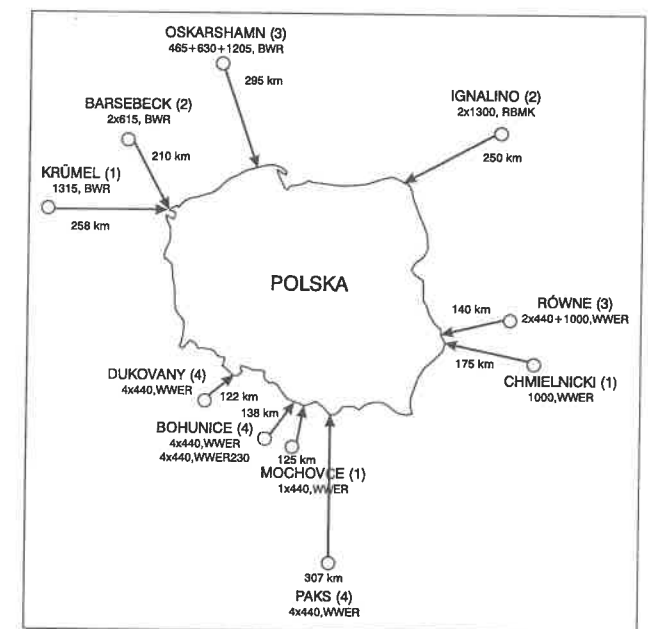 OSKARSHAMN (3)
465+630+1205, BWR
295 km
BARSEBECK (2)
2x615, BWR
210 km
IGNALINO (2)
2x1300, RBMK
250 km
KRÜMEL (1)
1315, BWR
258 km
POLSKA
140 km
RÓWNE (3)
2x440+1000,WWER
175 km
CHMIELNICKI (1)
1000,WWER
DUKOVANY (4)
4x440,WWER
122 km
138 km
BOHUNICE (4)
4x440,WWER
4x440,WWER230
125 km
MOCHOVCE (1)
1x440,WWER
307 km
PAKS (4)
4x440,WWER